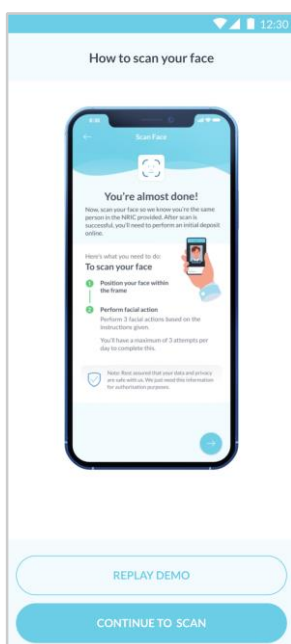 12:30
How to scan your face
Scan Face
You're almost done!
Now, scan your face so we know you're the same
person in the NRIC provided. After scan is
successful, you'll need to perform an initial deposit
online.
Here's what you need to do:
To scan your face
1 Position your face within
the frame
2 Perform facial action
Perform 3 facial actions based on the
instructions given.
You'll have a maximum of 3 attempts per
day to complete this.
Note: Rest assured that your data and privacy
are safe with us. We just need this information
for authorisation purposes.
REPLAY DEMO
CONTINUE TO SCAN